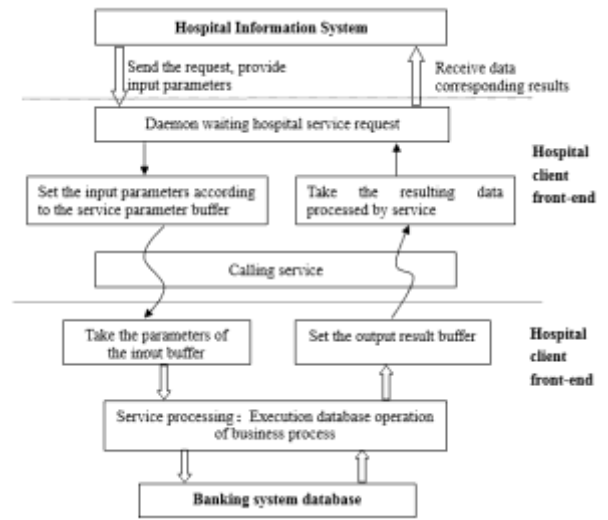 Hospital Information System
Send the request, provide
input parameters
Receive data
corresponding results
Daemon waiting hospital service request
Hospital
client
front-end
Set the input parameters according
to the service parameter buffer
Take the resulting data
processed by service
Calling service
Take the parameters of
the inout buffer
Set the output result buffer
Hospital
client
front-end
Service processing：Execution database operation
of business process
Banking system database